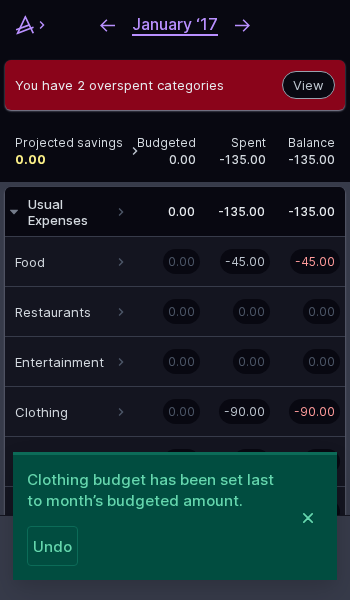 January ‘17
You have 2 overspent categories
View
Projected savings
0.00
Budgeted
0.00
Spent
-135.00
Balance
-135.00
Usual
Expenses
0.00
-135.00
-135.00
Food
0.00
-45.00
-45.00
Restaurants
0.00
0.00
0.00
Entertainment
0.00
0.00
0.00
Clothing
0.00
-90.00
-90.00
Clothing budget has been set last
to month’s budgeted amount.
Undo